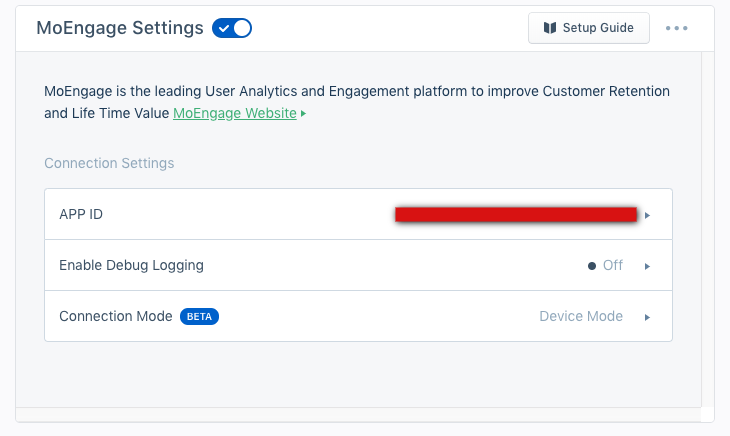 MoEngage Settings
Setup Guide
MoEngage is the leading User Analytics and Engagement platform to improve Customer Retention
and Life Time Value MoEngage Website
Connection Settings
APP ID
Enable Debug Logging
Off
Connection Mode BETA
Device Mode